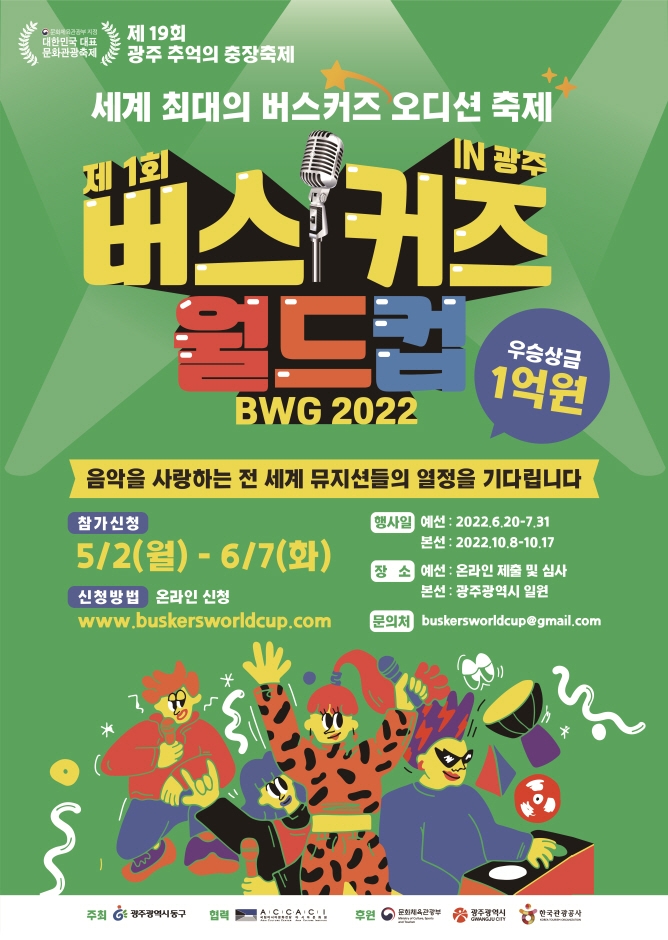 문화체육관광부 지정
대한민국 대표
문화관광축제
제 19회
광주 추억의 충장축제
세계 최대의 버스커즈 오디션 축제
제 1회
IN 광주
버스커즈
월드컵
BWG 2022
우승상금
1억원
음악을 사랑하는 전 세계 뮤지션들의 열정을 기다립니다
참가신청
5/2(월) - 6/7(화)
신청방법 온라인 신청
www.buskersworldcup.com
행사일 예선 : 2022.6.20-7.31
본선 : 2022.10.8-10.17
장 소 예선 : 온라인 제출 및 심사
본선 : 광주광역시 일원
문의처 buskersworldcup@gmail.com
주최 광주광역시 동구
협력 ACCACI
후원 문화체육관광부
Ministry of Culture, Sports
and Tourism
광주광역시
GWANGJU CITY
한국관광공사
KOREA TOURISM ORGANIZATION